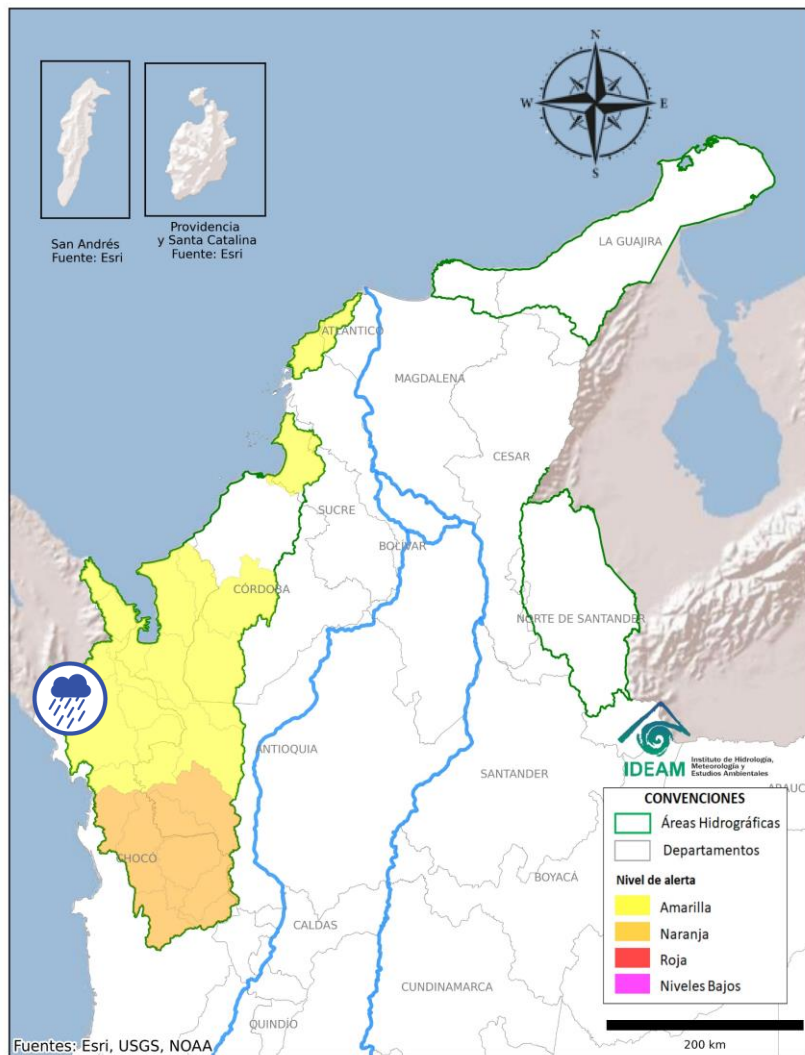 N
W
E
S
San Andrés
Fuente: Esri
Providencia
y Santa Catalina
Fuente: Esri
LA GUAJIRA
ATLÁNTICO
MAGDALENA
CESAR
SUCRE
BOLÍVAR
CÓRDOBA
NORTE DE SANTANDER
ANTIOQUIA
SANTANDER
IDEAM
Instituto de Hidrología,
Meteorología y
Estudios Ambientales
ARAUC
CHOCÓ
BOYACÁ
CALDAS
CUNDINAMARCA
QUINDÍO
CONVENCIONES
Áreas Hidrográficas
Departamentos
Nivel de alerta
Amarilla
Naranja
Roja
Niveles Bajos
200 km
Fuentes: Esri, USGS, NOAA